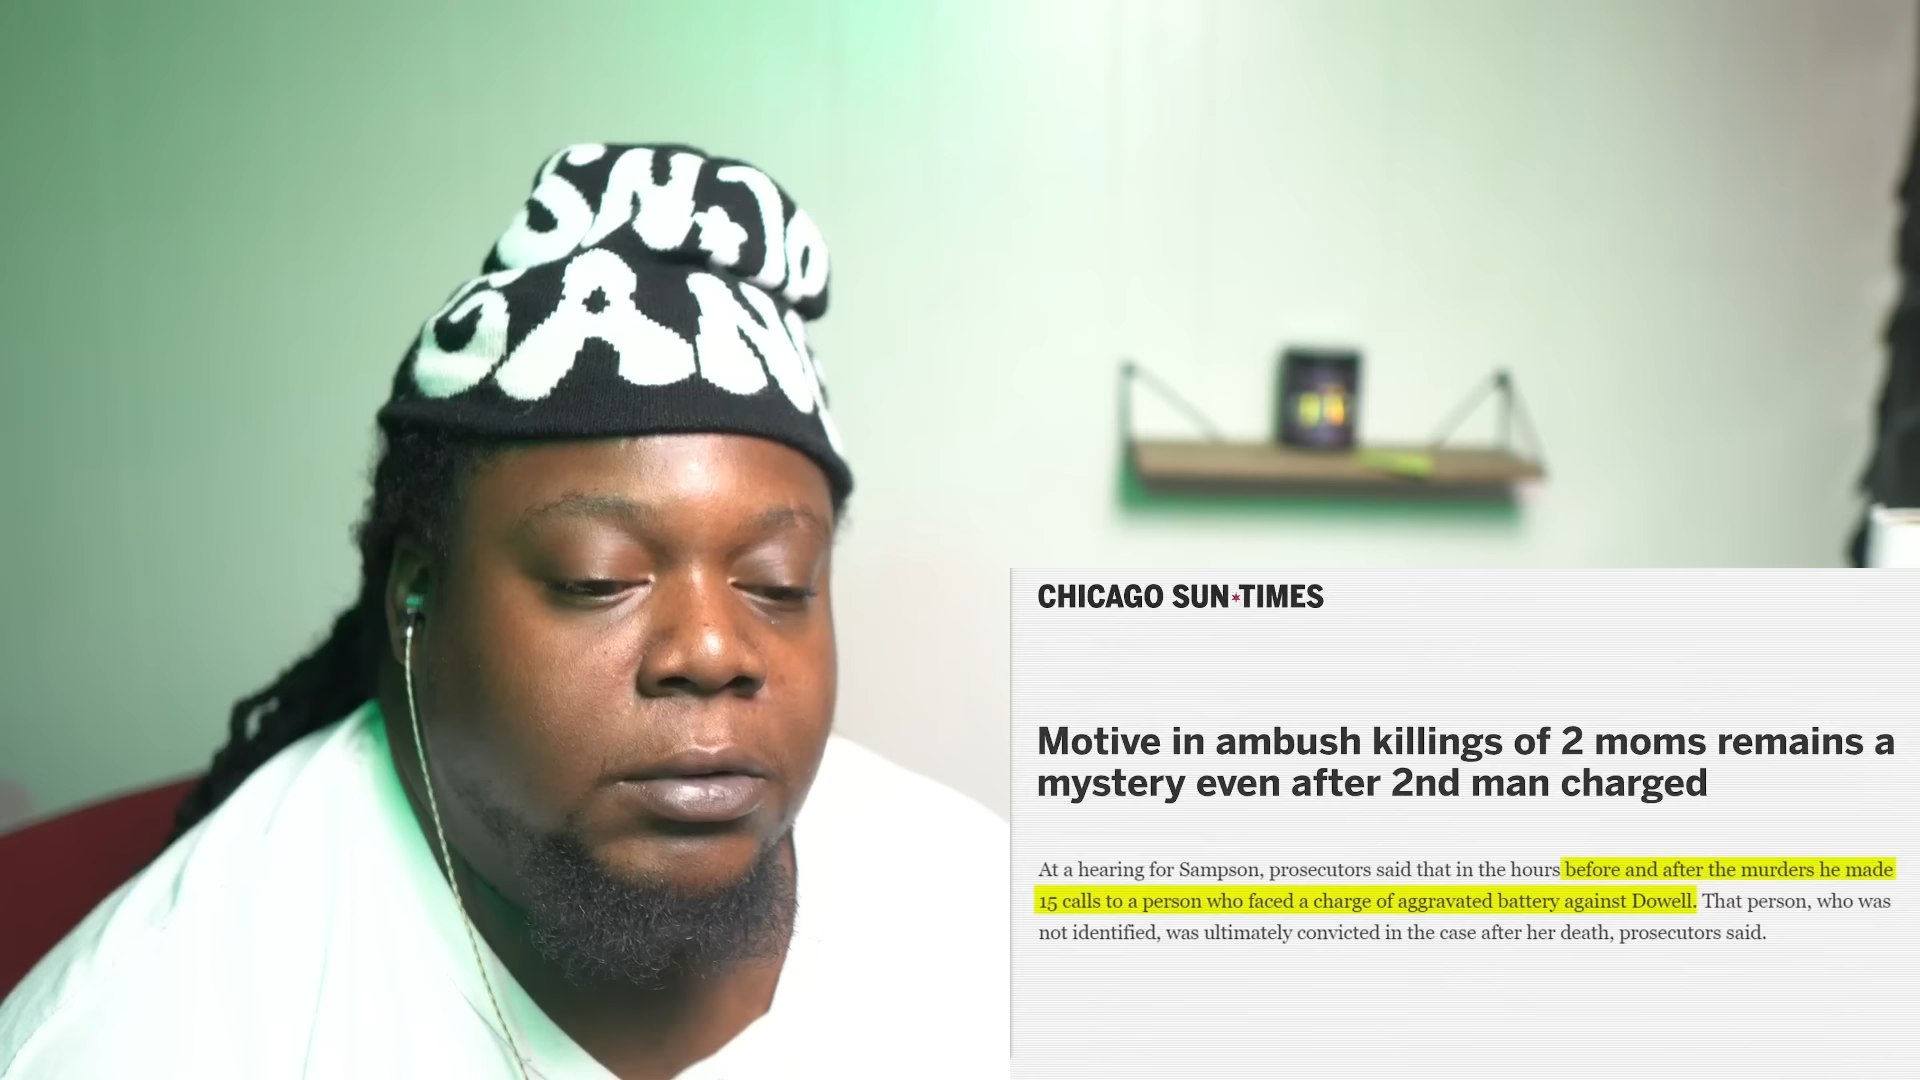 SN.10
GANG
CHICAGO SUN*TIMES
Motive in ambush killings of 2 moms remains a
mystery even after 2nd man charged
At a hearing for Sampson, prosecutors said that in the hours before and after the murders he made
15 calls to a person who faced a charge of aggravated battery against Dowell. That person, who was
not identified, was ultimately convicted in the case after her death, prosecutors said.